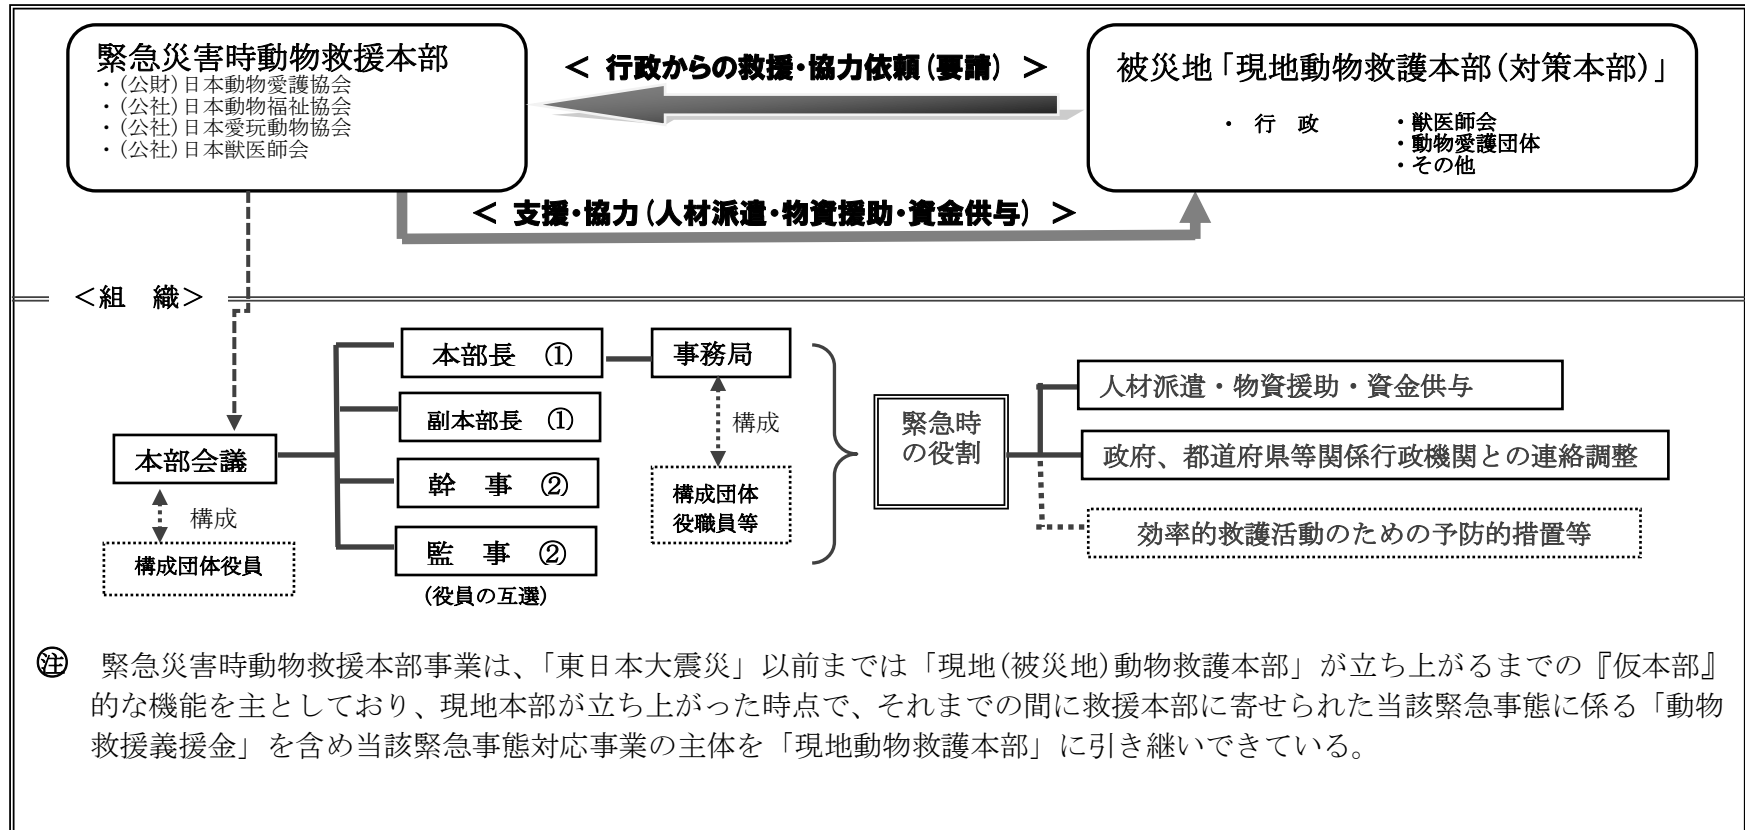 緊急災害時動物救援本部
・(公財)日本動物愛護協会
・(公社)日本動物福祉協会
・(公社)日本愛玩動物協会
・(公社)日本獣医師会
＜ 行政からの救援・協力依頼(要請) ＞
被災地「現地動物救護本部(対策本部)」
・ 行　政
・獣医師会
・動物愛護団体
・その他
＜ 支援・協力(人材派遣・物資援助・資金供与) ＞
＜組　織＞
本部会議
構成
構成団体役員
本部長　①
副本部長　①
幹　事　②
監　事　②
(役員の互選)
事務局
構成
構成団体
役職員等
緊急時
の役割
人材派遣・物資援助・資金供与
政府、都道府県等関係行政機関との連絡調整
効率的救護活動のための予防的措置等
㊟　緊急災害時動物救援本部事業は、「東日本大震災」以前までは「現地(被災地)動物救護本部」が立ち上がるまでの『仮本部』
的な機能を主としており、現地本部が立ち上がった時点で、それまでの間に救援本部に寄せられた当該緊急事態に係る「動物
救援義援金」を含め当該緊急事態対応事業の主体を「現地動物救護本部」に引き継いできている。